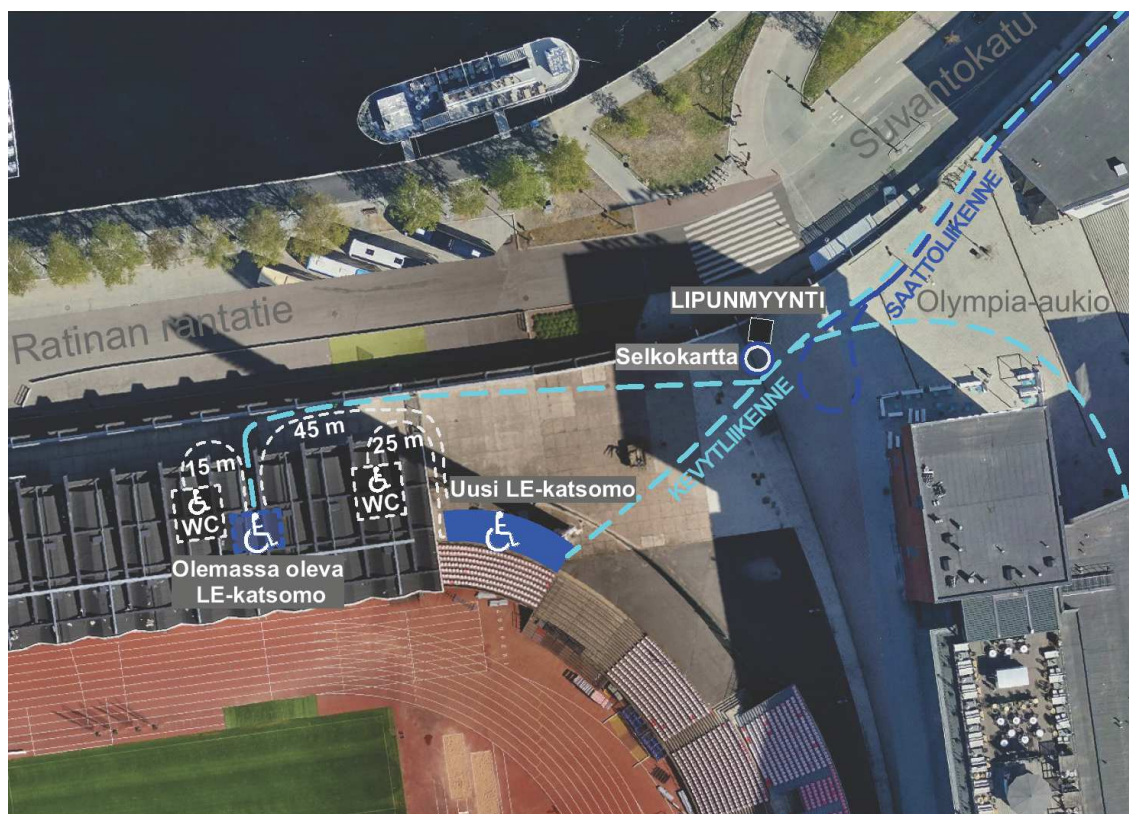 Suvantokatu
SAATTOLIIKENNE
LIPUNMYYNTI
Olympia-aukio
Ratinan rantatie
Selkokartta
KEVYTLIIKENNE
45 m
25 m
15 m
Uusi LE-katsomo
WC
WC
Olemassa oleva
LE-katsomo